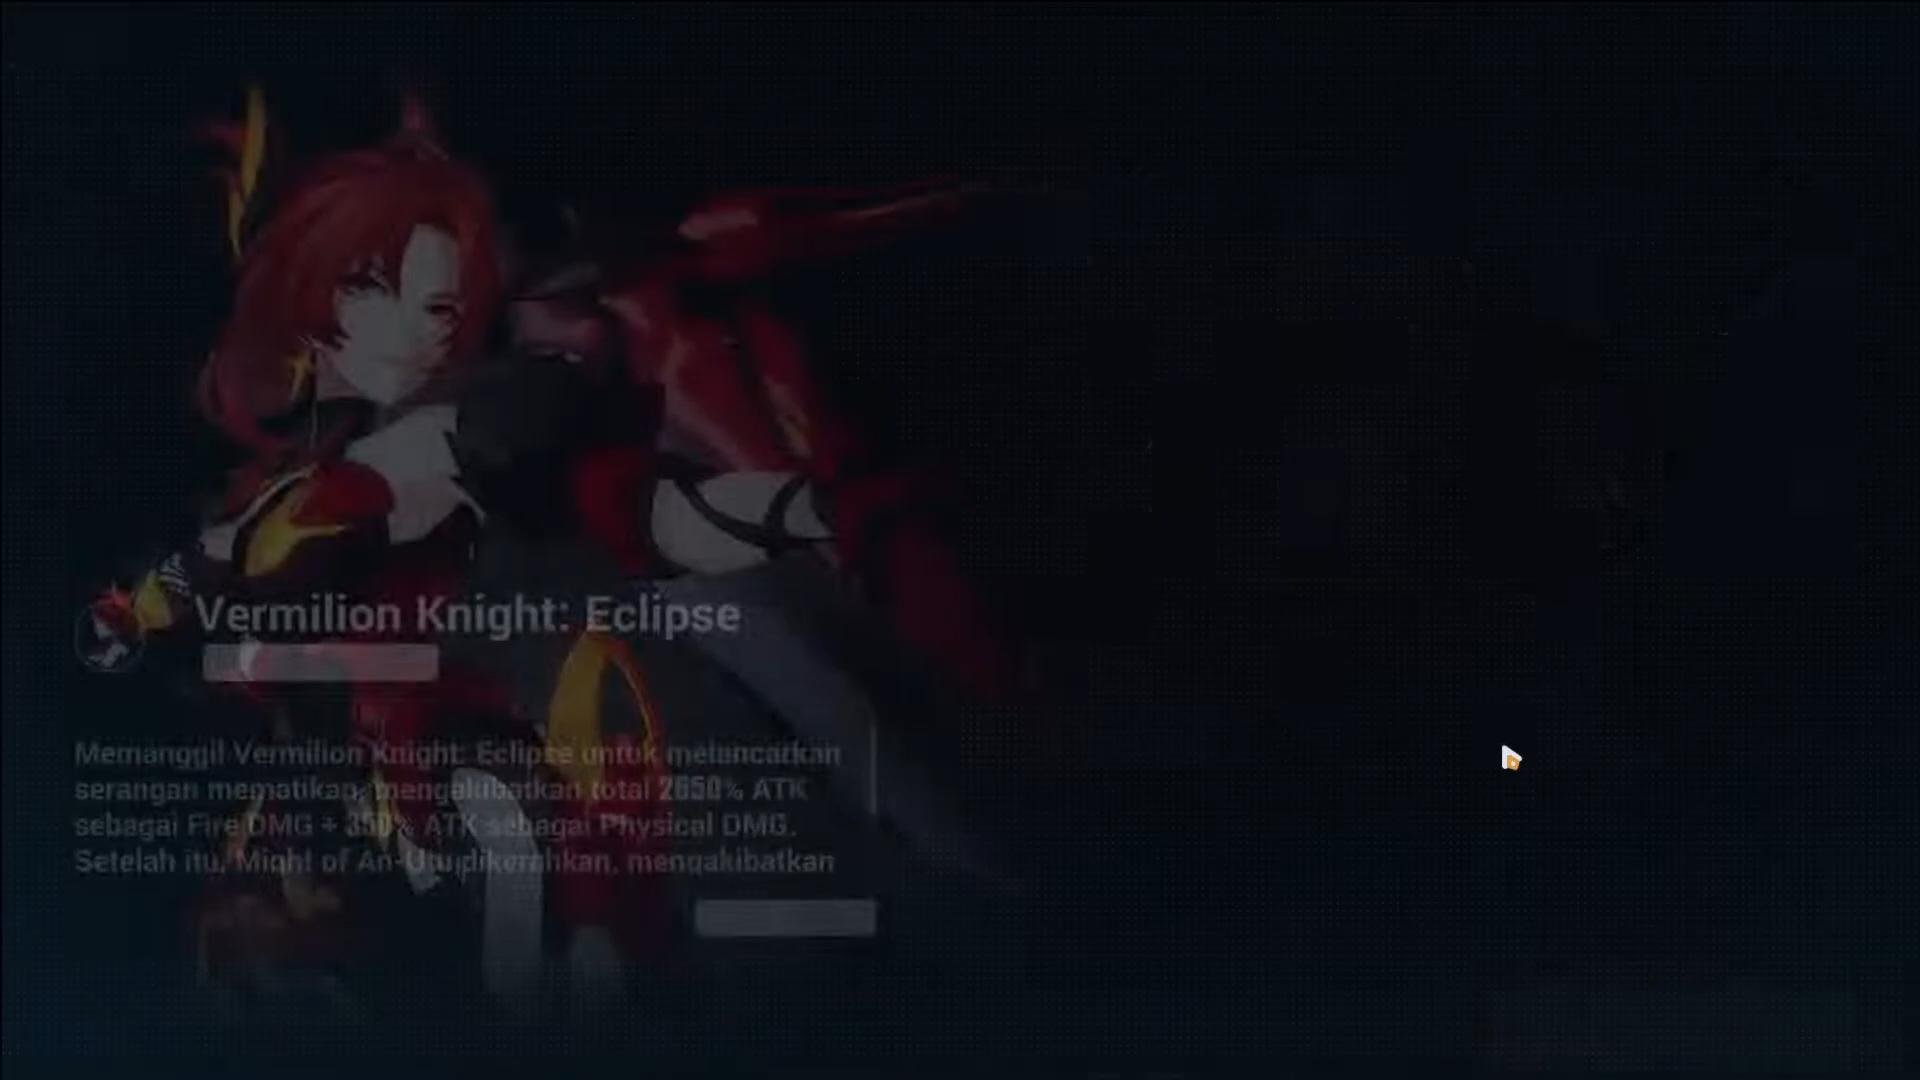 Vermilion Knight: Eclipse
Memanggil Vermilion Knight: Eclipse untuk melancarkan
serangan mematikan, mengakibatkan total 2650% ATK
sebagai Fire DMG + 350% ATK sebagai Physical DMG.
Setelah itu, Might of An-Utu dikerahkan, mengakibatkan